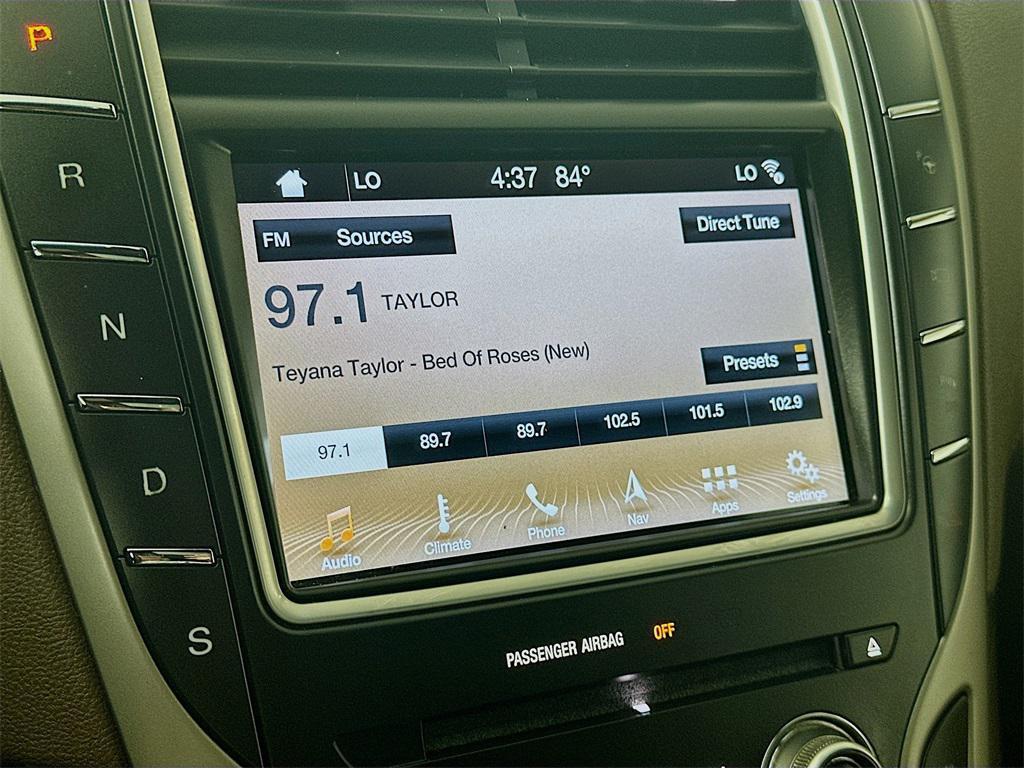 P
R
N
D
S
LO 4:37 84° LO
FM Sources
Direct Tune
97.1 TAYLOR
Teyana Taylor - Bed Of Roses (New)
Presets
97.1 89.7 89.7 102.5 101.5 102.9
Audio Climate Phone Nav Apps Settings
PASSENGER AIRBAG OFF